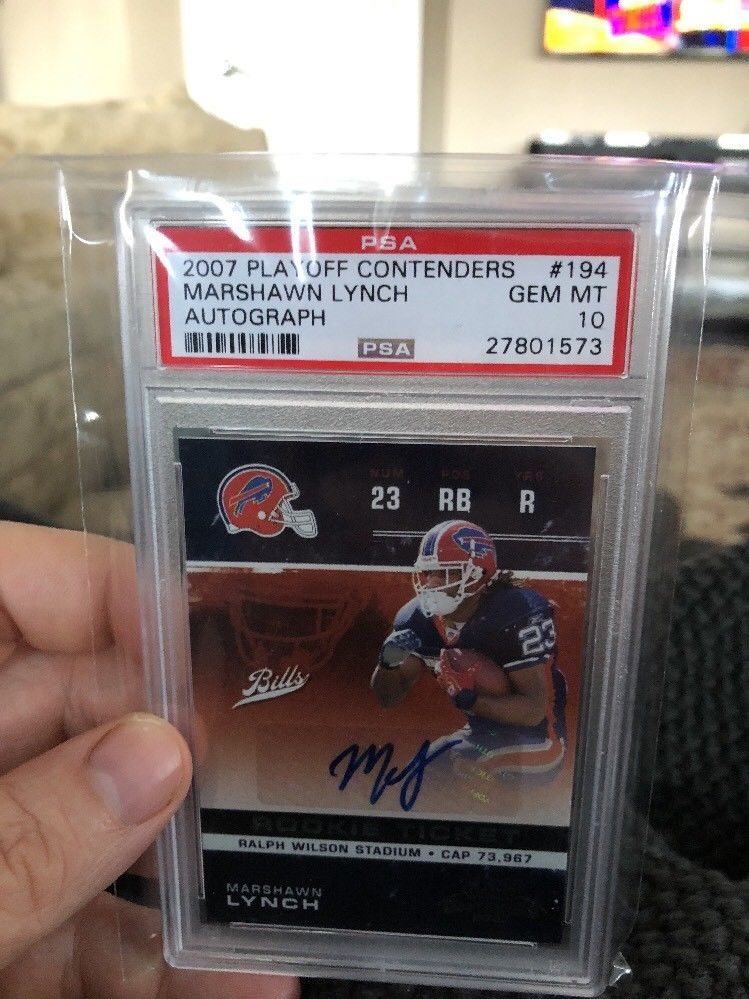 PSA
2007 PLAYOFF CONTENDERS #194
MARSHAWN LYNCH GEM MT
AUTOGRAPH 10
PSA 27801573
NUM POS YRS
23 RB R
23
Bills
ROOKIE TICKET
RALPH WILSON STADIUM • CAP 73,967
MARSHAWN
LYNCH